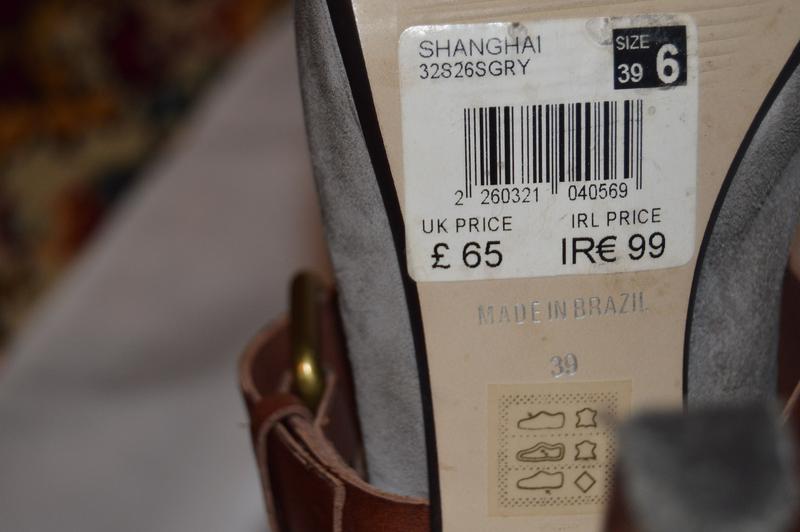 SHANGHAI
32S26SGRY
SIZE
39 6
2 260321 040569
UK PRICE IRL PRICE
£ 65 IR€ 99
MADE IN BRAZIL
39